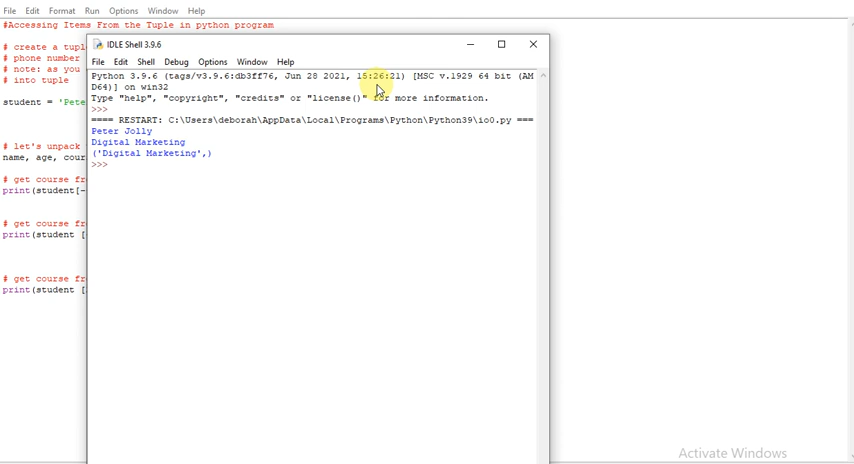 File Edit Format Run Options Window Help
#Accessing Items From the Tuple in python program
# create a tupl
# phone number
# note: as you
# into tuple
student = 'Pete
# let's unpack
name, age, cour
# get course fr
print(student[-
# get course fr
print(student [
# get course fr
print(student [
IDLE Shell 3.9.6
File Edit Shell Debug Options Window Help
Python 3.9.6 (tags/v3.9.6:db3ff76, Jun 28 2021, 15:26:21) [MSC v.1929 64 bit (AM
D64)] on win32
Type "help", "copyright", "credits" or "license()" for more information.
>>>
==== RESTART: C:\Users\deborah\AppData\Local\Programs\Python\Python39\io0.py ===
Peter Jolly
Digital Marketing
('Digital Marketing',)
>>>
Activate Windows